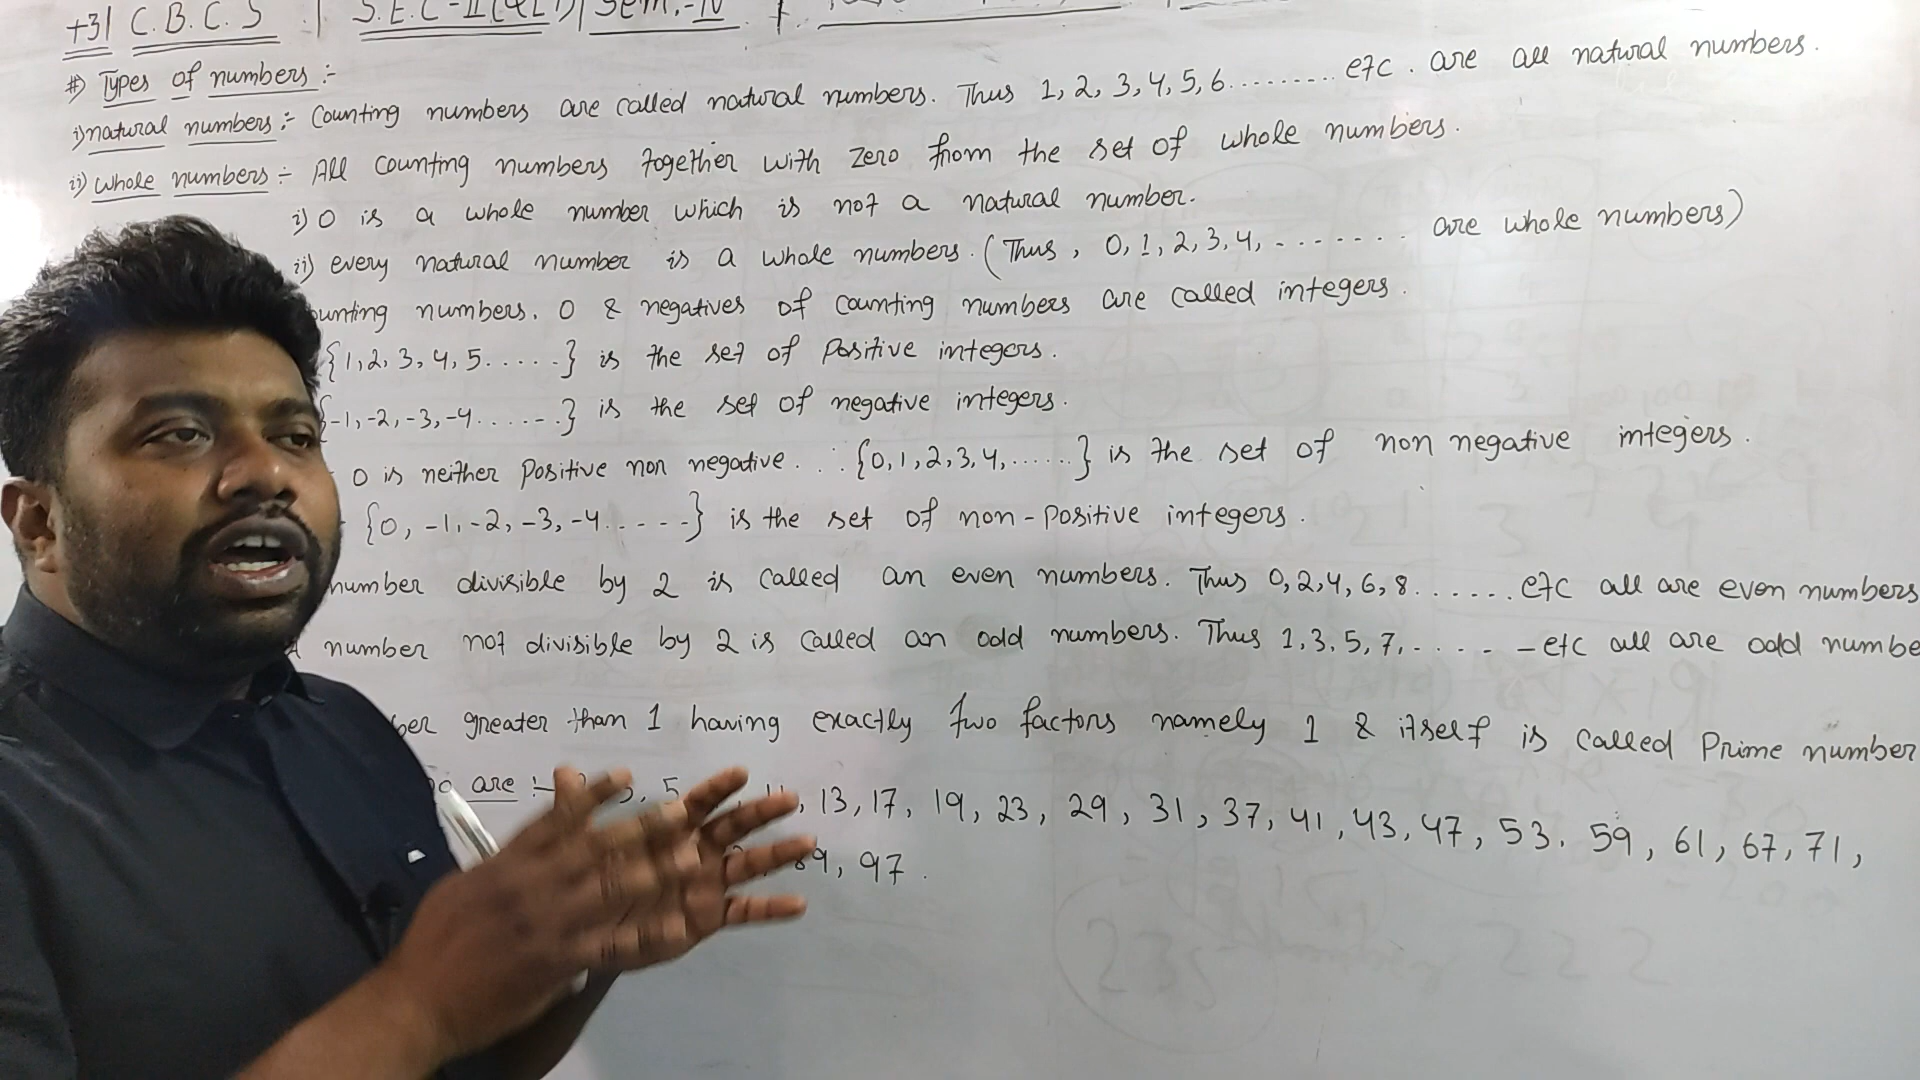 +3| C.B.C.S | S.E.C-II(QLT)| Sem.-IV
#) Types of numbers :-
i) natural numbers :- Counting numbers are called natural numbers. Thus 1, 2, 3, 4, 5, 6......... etc. are all natural numbers.
ii) whole numbers :- All counting numbers together with zero from the set of whole numbers.
i) 0 is a whole number which is not a natural number.
ii) every natural number is a whole numbers. (Thus, 0, 1, 2, 3, 4, ....... are whole numbers)
ounting numbers. 0 & negatives of counting numbers are called integers.
{1, 2, 3, 4, 5.....} is the set of positive integers.
{-1, -2, -3, -4.......} is the set of negative integers.
0 is neither positive non negative. ∴ {0, 1, 2, 3, 4, ......} is the set of non negative integers.
{0, -1, -2, -3, -4.....} is the set of non-positive integers.
number divisible by 2 is called an even numbers. Thus 0, 2, 4, 6, 8....... etc all are even numbers
A number not divisible by 2 is called an odd numbers. Thus 1, 3, 5, 7, ..... etc all are odd numbe
ber greater than 1 having exactly two factors namely 1 & itself is called Prime number
are :- 5, 13, 17, 19, 23, 29, 31, 37, 41, 43, 47, 53. 59, 61, 67, 71,
89, 97.